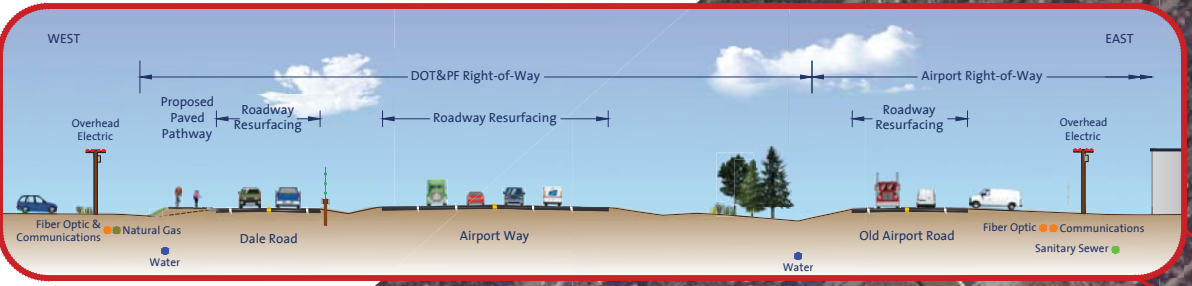 WEST
EAST
DOT&PF Right-of-Way
Airport Right-of-Way
Proposed
Paved
Pathway
Roadway
Resurfacing
Roadway Resurfacing
Roadway
Resurfacing
Overhead
Electric
Overhead
Electric
Fiber Optic &
Communications
Natural Gas
Water
Dale Road
Airport Way
Water
Old Airport Road
Fiber Optic
Communications
Sanitary Sewer